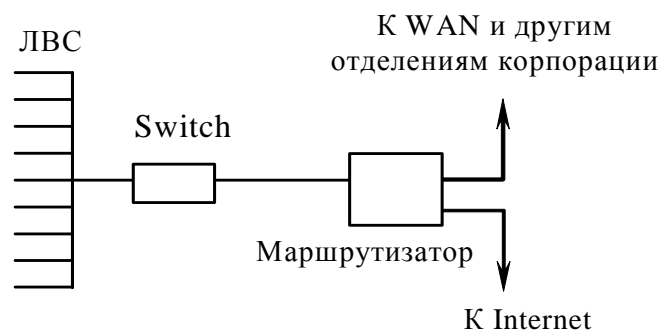 ЛВС
К WAN и другим
отделениям корпорации
Switch
Маршрутизатор
К Internet